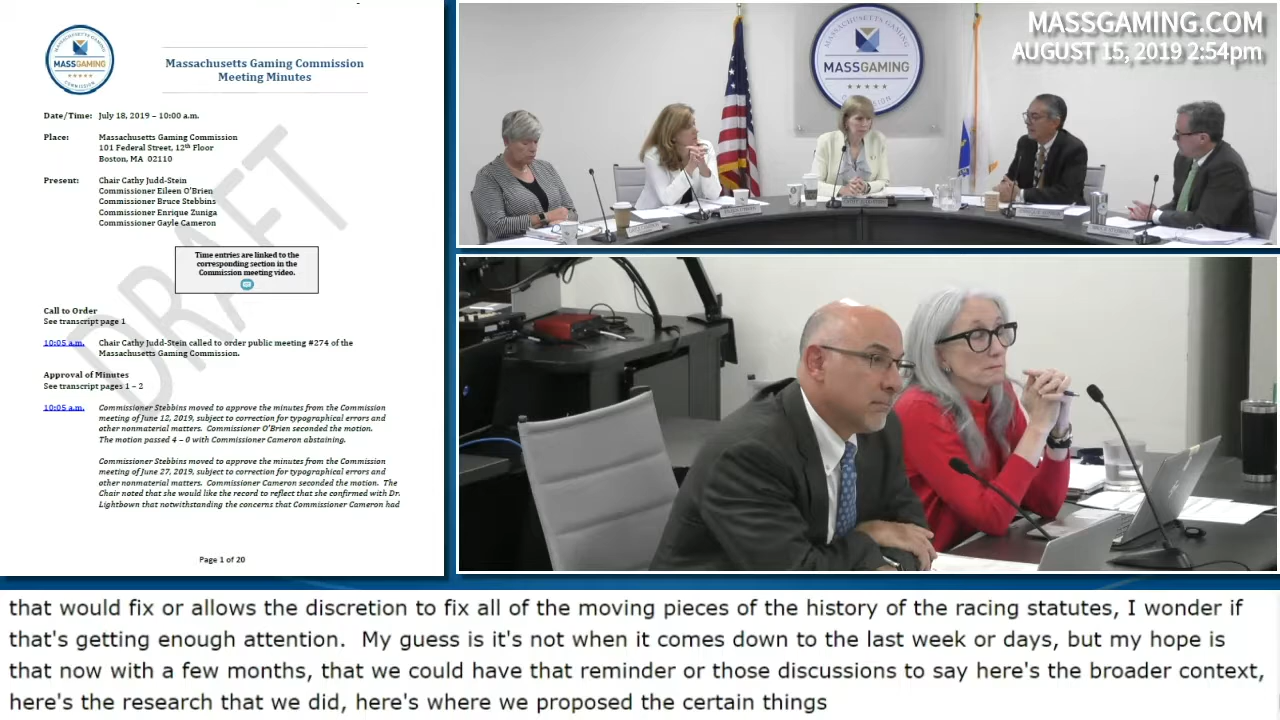 MASSACHUSETTS GAMING
MASSGAMING
COMMISSION
Massachusetts Gaming Commission
Meeting Minutes
Date/Time: July 18, 2019 – 10:00 a.m.
Place: Massachusetts Gaming Commission
101 Federal Street, 12th Floor
Boston, MA 02110
Present: Chair Cathy Judd-Stein
Commissioner Eileen O'Brien
Commissioner Bruce Stebbins
Commissioner Enrique Zuniga
Commissioner Gayle Cameron
Time entries are linked to the
corresponding section in the
Commission meeting video.
DRAFT
Call to Order
See transcript page 1
10:05 a.m. Chair Cathy Judd-Stein called to order public meeting #274 of the
Massachusetts Gaming Commission.
Approval of Minutes
See transcript pages 1 – 2
10:05 a.m. Commissioner Stebbins moved to approve the minutes from the Commission
meeting of June 12, 2019, subject to correction for typographical errors and
other nonmaterial matters. Commissioner O'Brien seconded the motion.
The motion passed 4 – 0 with Commissioner Cameron abstaining.
Commissioner Stebbins moved to approve the minutes from the Commission
meeting of June 27, 2019, subject to correction for typographical errors and
other nonmaterial matters. Commissioner Cameron seconded the motion. The
Chair noted that she would like the record to reflect that she confirmed with Dr.
Lightbown that notwithstanding the concerns that Commissioner Cameron had
Page 1 of 20
MASSACHUSETTS GAMING
MASSGAMING
MASSGAMING.COM
AUGUST 15, 2019 2:54pm
that would fix or allows the discretion to fix all of the moving pieces of the history of the racing statutes, I wonder if
that's getting enough attention. My guess is it's not when it comes down to the last week or days, but my hope is
that now with a few months, that we could have that reminder or those discussions to say here's the broader context,
here's the research that we did, here's where we proposed the certain things